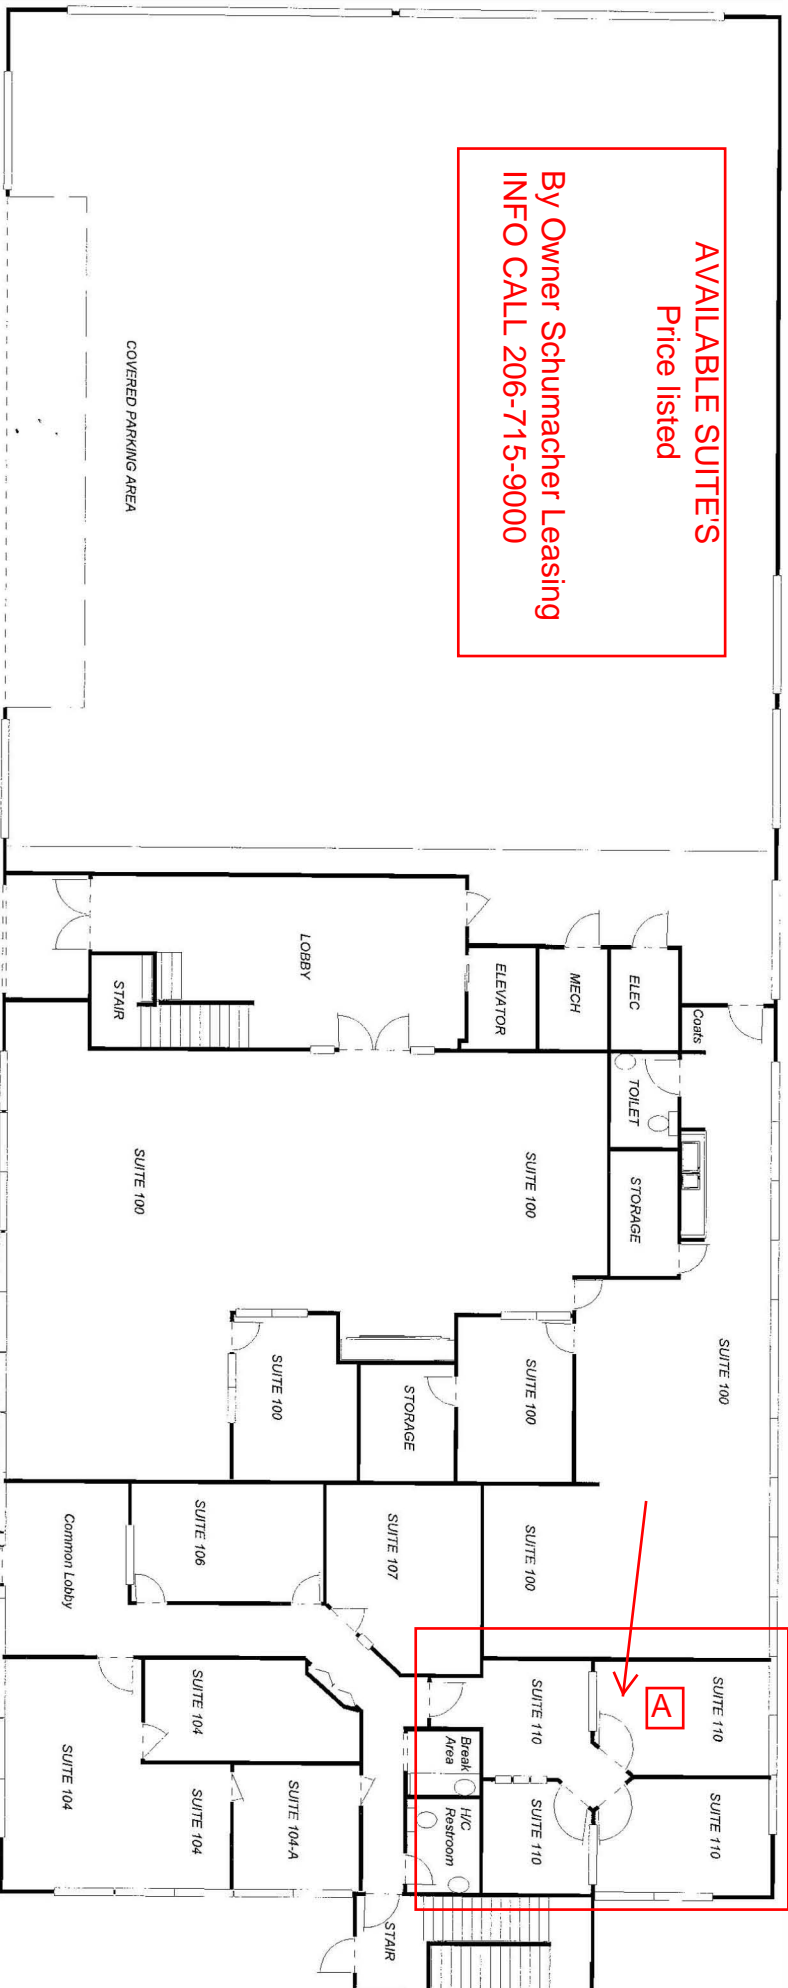 AVAILABLE SUITE'S
Price listed
By Owner Schumacher Leasing
INFO CALL 206-715-9000
COVERED PARKING AREA
LOBBY
STAIR
ELEVATOR
MECH
ELEC
Coats
TOILET
STORAGE
SUITE 100
SUITE 100
SUITE 100
SUITE 100
STORAGE
SUITE 100
SUITE 100
Common Lobby
SUITE 106
SUITE 107
A
SUITE 110
SUITE 110
SUITE 110
SUITE 110
Break
Area
H/C
Restroom
SUITE 104
SUITE 104
SUITE 104
SUITE 104-A
STAIR